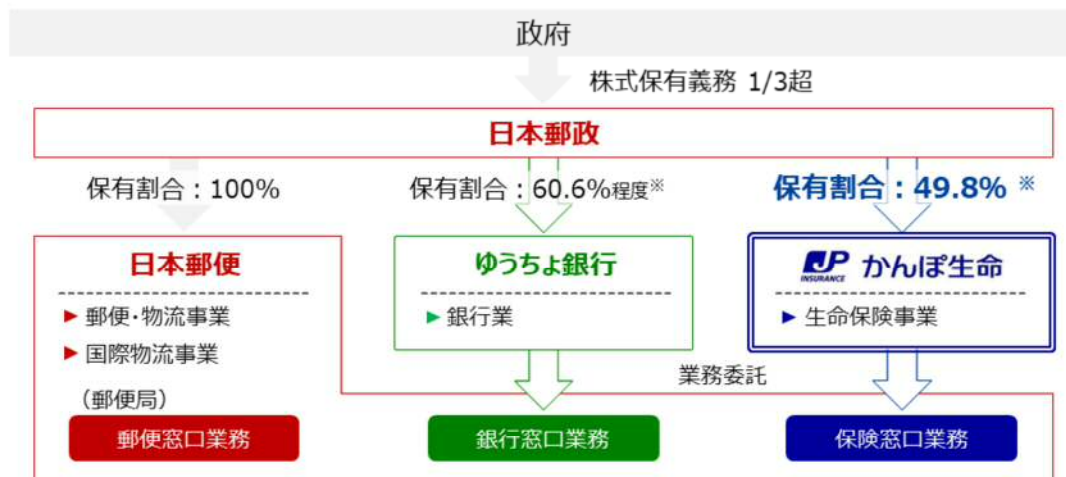 政府
株式保有義務 1/3超
日本郵政
保有割合：100%
保有割合：60.6%程度※
保有割合：49.8% ※
日本郵便
▶ 郵便・物流事業
▶ 国際物流事業
（郵便局）
ゆうちょ銀行
▶ 銀行業
JP INSURANCE かんぽ生命
▶ 生命保険事業
業務委託
郵便窓口業務
銀行窓口業務
保険窓口業務